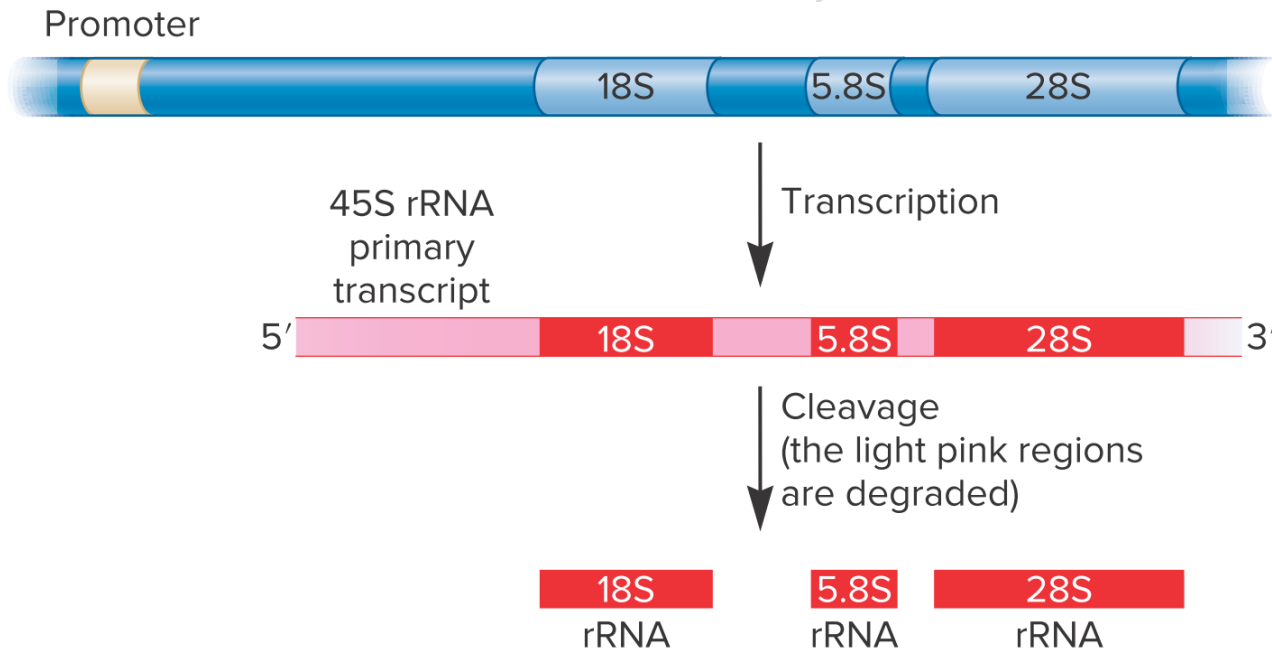 Promoter
18S
5.8S
28S
Transcription
45S rRNA
primary
transcript
5′
18S
5.8S
28S
3′
Cleavage
(the light pink regions
are degraded)
18S
5.8S
28S
rRNA
rRNA
rRNA